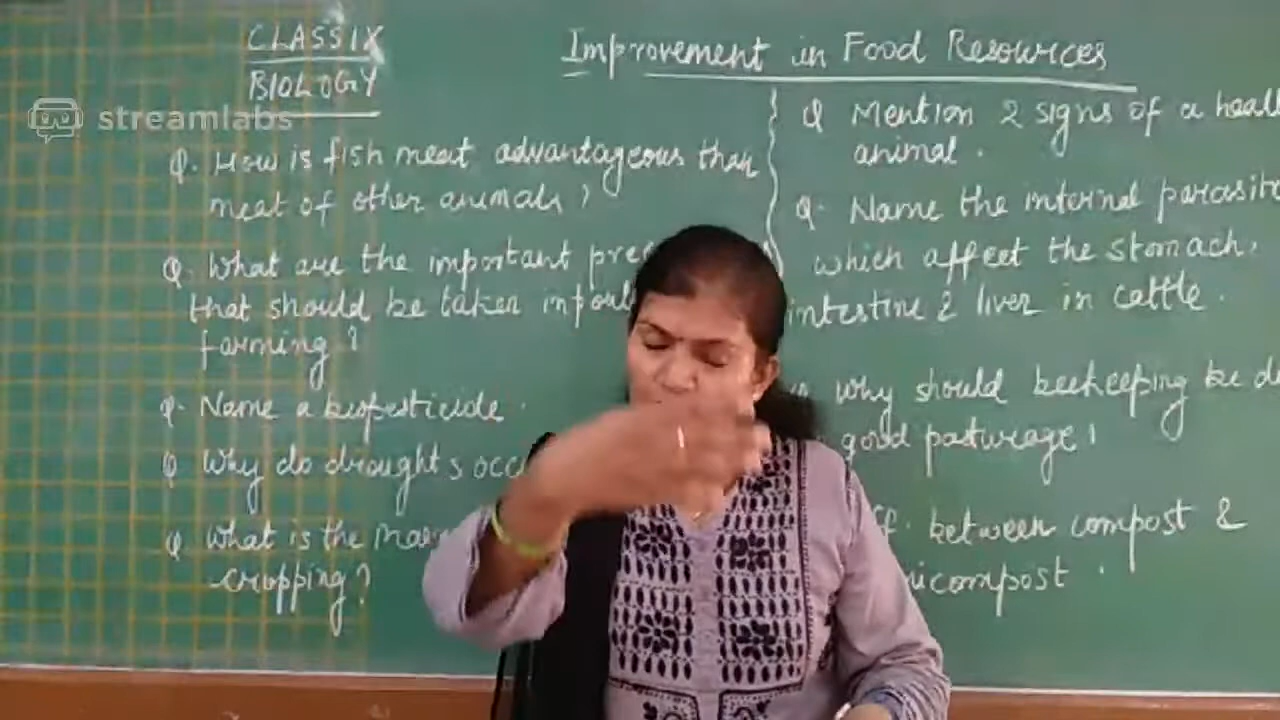 CLASS IX
BIOLOGY
streamlabs
Improvement in Food Resources
Q. How is fish meat advantageous than
meat of other animals?
Q. What are the important
that should be taken in
farming?
Q. Name a biopesticide.
Q Why do droughts
Q What is the
cropping?
Q Mention 2 signs of a
animal.
Q. Name the internal
which affect the stomach,
intestine & liver in cattle.
why should beekeeping be
good pasturage?
between compost &